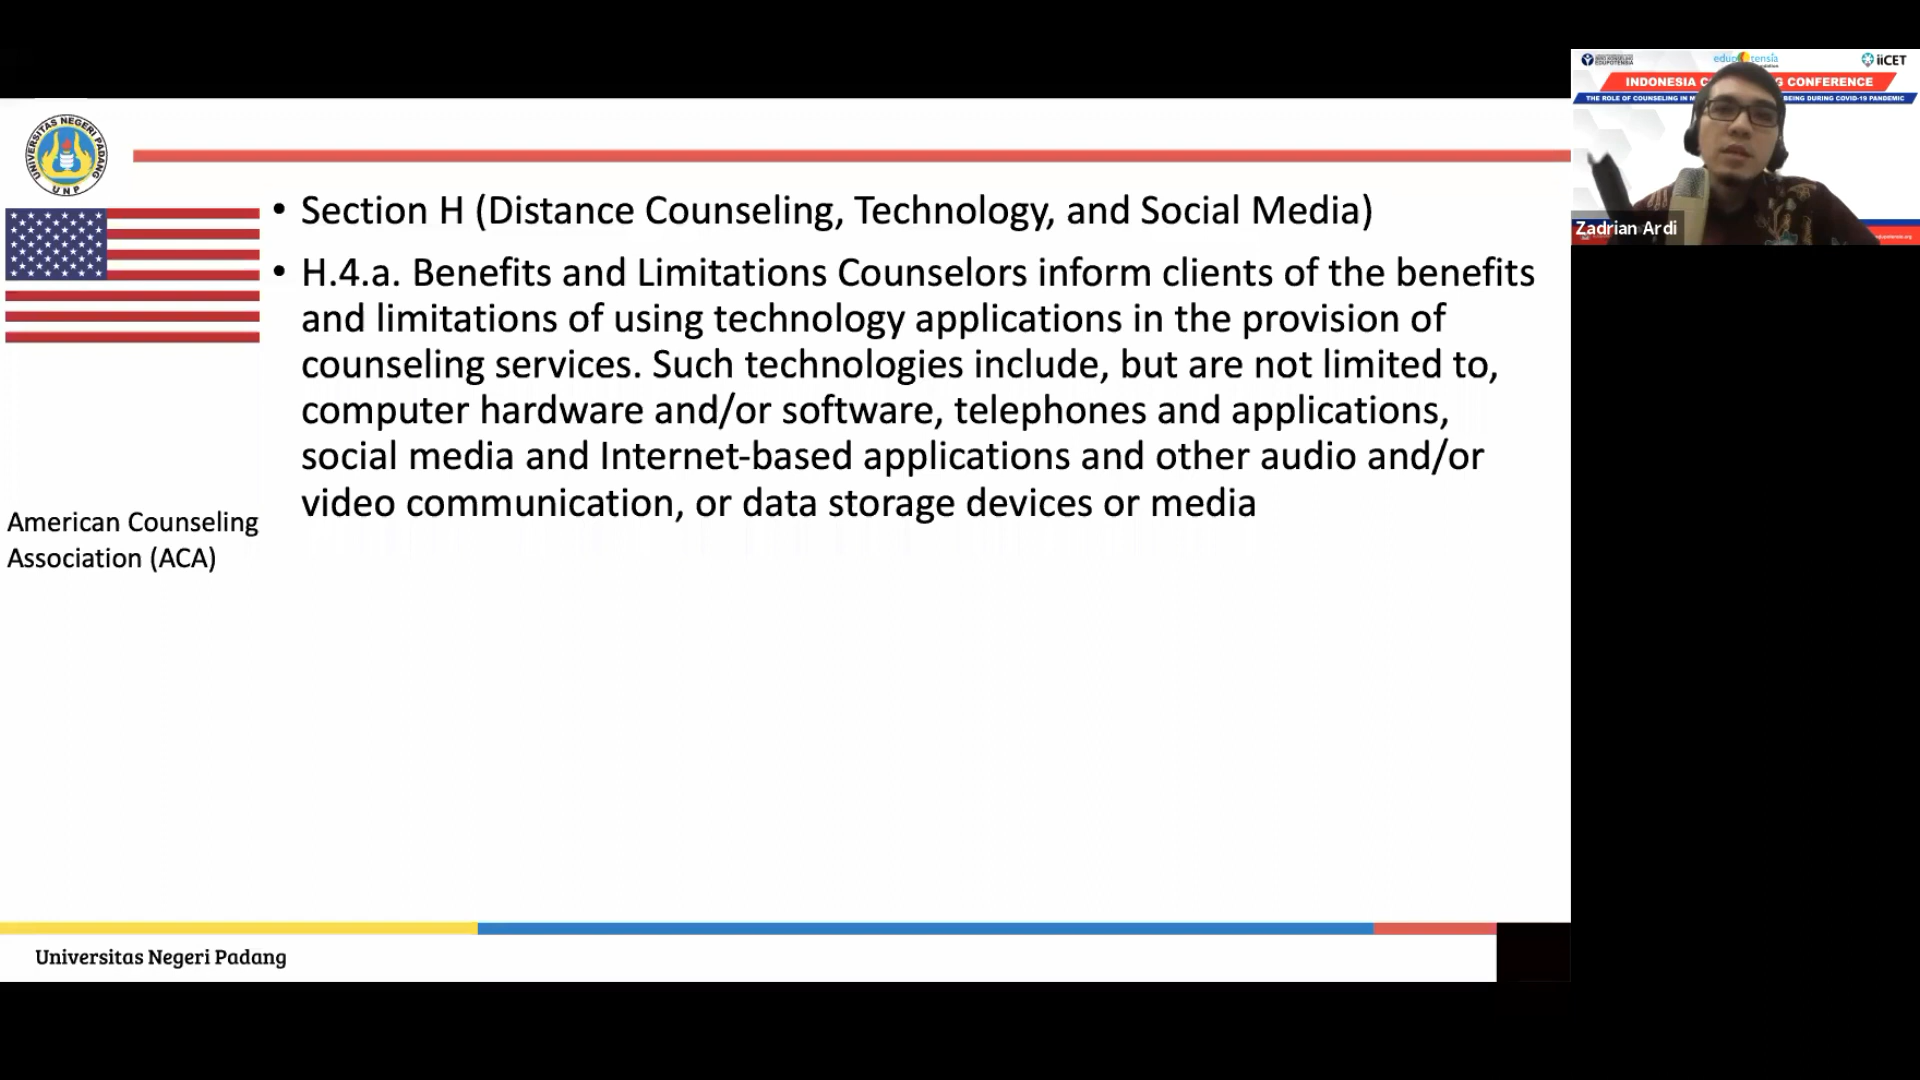 UNIVERSITAS NEGERI PADANG
UNP
• Section H (Distance Counseling, Technology, and Social Media)
• H.4.a. Benefits and Limitations Counselors inform clients of the benefits
and limitations of using technology applications in the provision of
counseling services. Such technologies include, but are not limited to,
computer hardware and/or software, telephones and applications,
social media and Internet-based applications and other audio and/or
video communication, or data storage devices or media
American Counseling
Association (ACA)
Universitas Negeri Padang
iiCET
INDONESIA C G CONFERENCE
THE ROLE OF COUNSELING IN M BEING DURING COVID-19 PANDEMIC
Zadrian Ardi